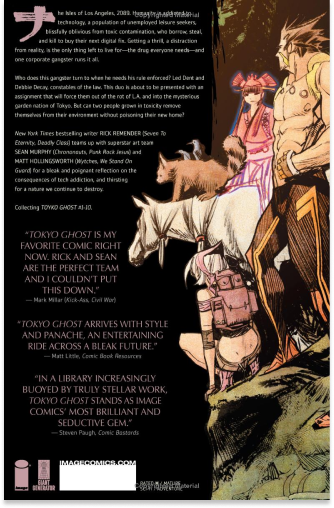 he Isles of Los Angeles, 2089. Humanity is addicted to
technology, a population of unemployed leisure seekers,
blissfully oblivious from toxic contamination, who borrow, steal,
and kill to buy their next digital fix. Getting a thrill, a distraction
from reality, is the only thing left to live for—the drug everyone needs—and
one corporate gangster runs it all.
Who does this gangster turn to when he needs his rule enforced? Led Dent and
Debbie Decay, constables of the law. This duo is about to be presented with an
assignment that will force them out of the rot of L.A. and into the mysterious
garden nation of Tokyo. But can two people grown in toxicity remove
themselves from their environment without poisoning their new home?
New York Times bestselling writer RICK REMENDER (Seven To
Eternity, Deadly Class) teams up with superstar art team
SEAN MURPHY (Chrononauts, Punk Rock Jesus) and
MATT HOLLINGSWORTH (Wytches, We Stand On
Guard) for a bleak and poignant reflection on the
consequences of tech addiction, and thirsting
for a nature we continue to destroy.
Collecting TOYKO GHOST #1-10.
“TOKYO GHOST IS MY
FAVORITE COMIC RIGHT
NOW. RICK AND SEAN
ARE THE PERFECT TEAM
AND I COULDN'T PUT
THIS DOWN.”
— Mark Millar (Kick-Ass, Civil War)
“TOKYO GHOST ARRIVES WITH STYLE
AND PANACHE, AN ENTERTAINING
RIDE ACROSS A BLEAK FUTURE.”
— Matt Little, Comic Book Resources
“IN A LIBRARY INCREASINGLY
BUOYED BY TRULY STELLAR WORK,
TOKYO GHOST STANDS AS IMAGE
COMICS' MOST BRILLIANT AND
SEDUCTIVE GEM.”
— Steven Paugh, Comic Bastards
GIANT
GENERATOR
IMAGECOMICS.COM
RATED M / MATURE